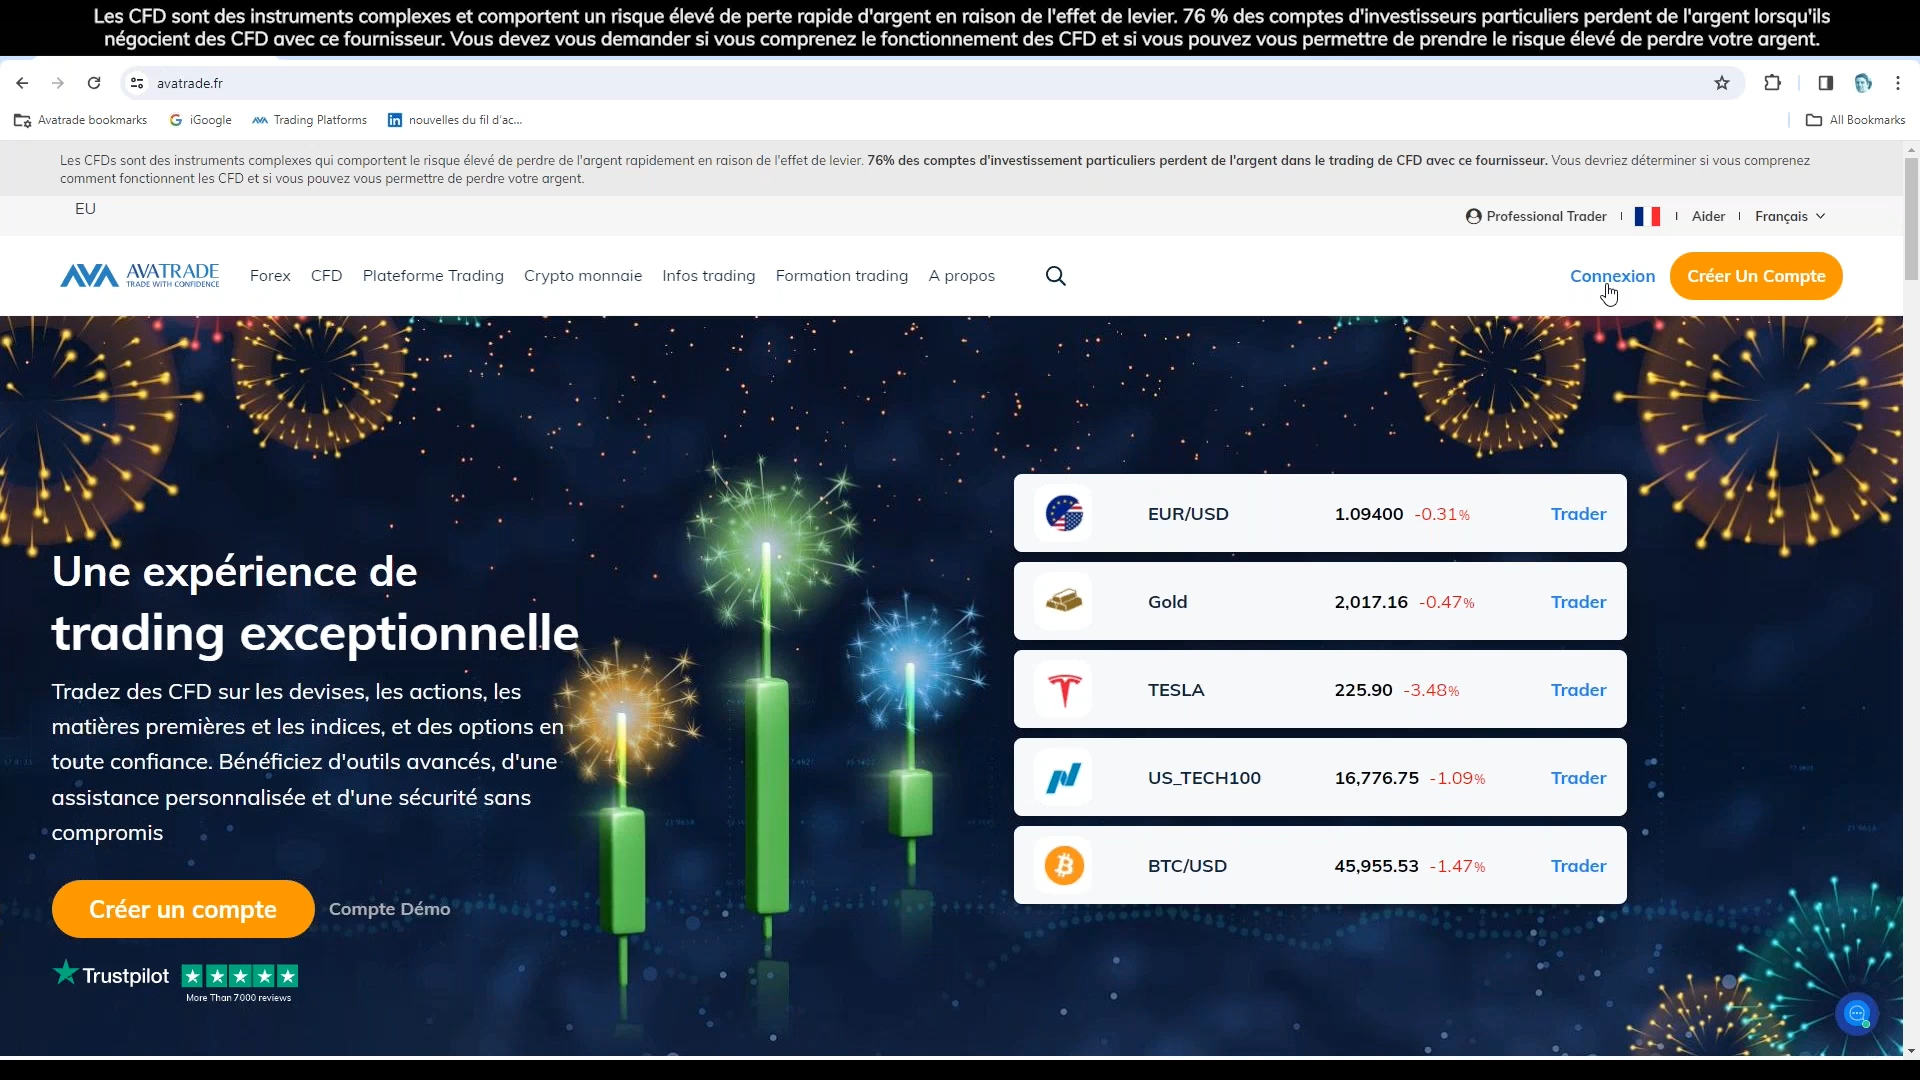 Les CFD sont des instruments complexes et comportent un risque élevé de perte rapide d'argent en raison de l'effet de levier. 76 % des comptes d'investisseurs particuliers perdent de l'argent lorsqu'ils
négocient des CFD avec ce fournisseur. Vous devez vous demander si vous comprenez le fonctionnement des CFD et si vous pouvez vous permettre de prendre le risque élevé de perdre votre argent.
avatrade.fr
Avatrade bookmarks iGoogle Trading Platforms nouvelles du fil d'ac... All Bookmarks
Les CFDs sont des instruments complexes qui comportent le risque élevé de perdre de l'argent rapidement en raison de l'effet de levier. 76% des comptes d'investissement particuliers perdent de l'argent dans le trading de CFD avec ce fournisseur. Vous devriez déterminer si vous comprenez
comment fonctionnent les CFD et si vous pouvez vous permettre de perdre votre argent.
EU
Professional Trader Aider Français
AVATRADE
TRADE WITH CONFIDENCE
Forex CFD Plateforme Trading Crypto monnaie Infos trading Formation trading A propos Connexion Créer Un Compte
EUR/USD 1.09400 -0.31% Trader
Gold 2,017.16 -0.47% Trader
TESLA 225.90 -3.48% Trader
US_TECH100 16,776.75 -1.09% Trader
BTC/USD 45,955.53 -1.47% Trader
Une expérience de
trading exceptionnelle
Tradez des CFD sur les devises, les actions, les
matières premières et les indices, et des options en
toute confiance. Bénéficiez d'outils avancés, d'une
assistance personnalisée et d'une sécurité sans
compromis
Créer un compte Compte Démo
Trustpilot
More Than 7000 reviews